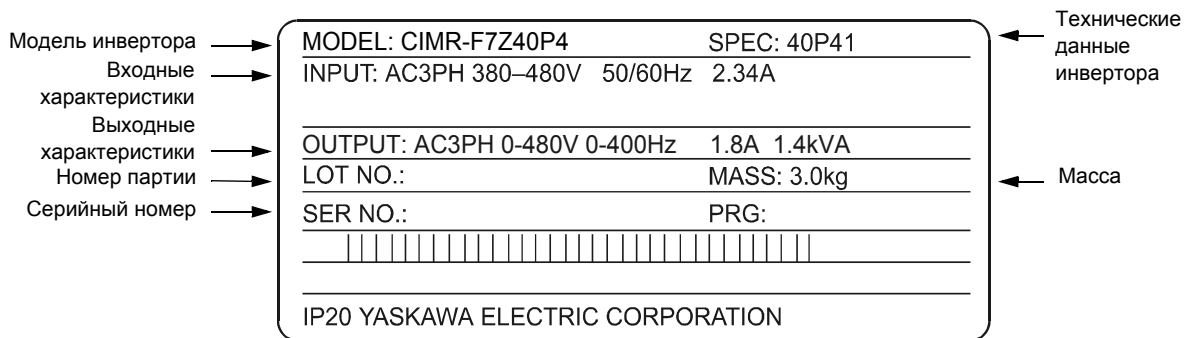 Модель инвертора
Входные
характеристики
Выходные
характеристики
Номер партии
Серийный номер
MODEL: CIMR-F7Z40P4 SPEC: 40P41
INPUT: AC3PH 380–480V 50/60Hz 2.34A
OUTPUT: AC3PH 0-480V 0-400Hz 1.8A 1.4kVA
LOT NO.: MASS: 3.0kg
SER NO.: PRG:
IP20 YASKAWA ELECTRIC CORPORATION
Технические
данные
инвертора
Масса